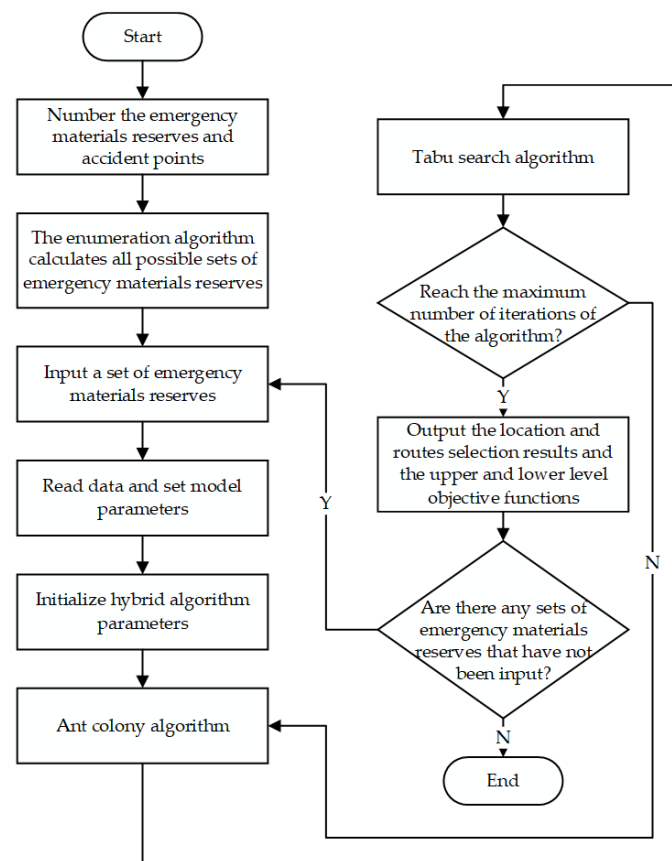 Start
Number the emergency
materials reserves and
accident points
The enumeration algorithm
calculates all possible sets of
emergency materials reserves
Input a set of emergency
materials reserves
Read data and set model
parameters
Initialize hybrid algorithm
parameters
Ant colony algorithm
Tabu search algorithm
Reach the maximum
number of iterations of
the algorithm?
Y
N
Output the location and
routes selection results and
the upper and lower level
objective functions
Are there any sets of
emergency materials
reserves that have not
been input?
Y
N
End